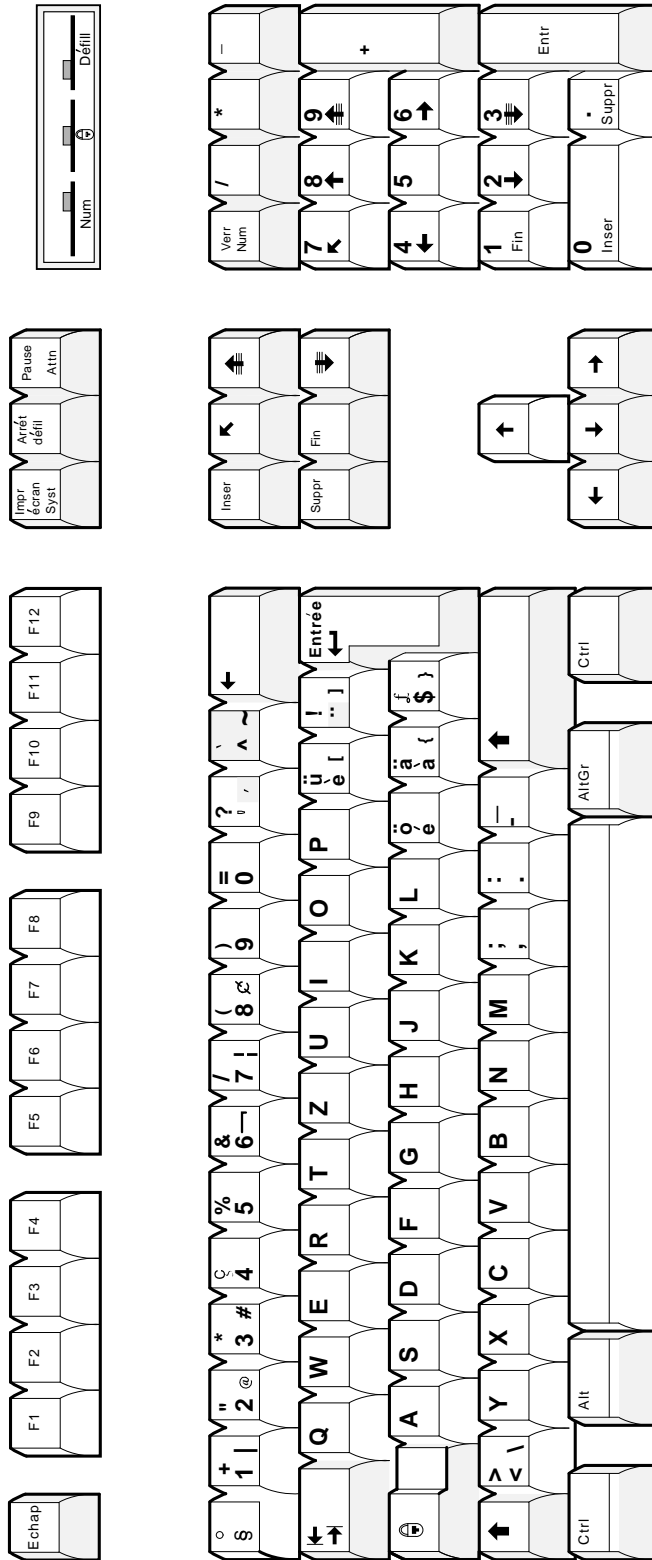 Echap
F1 F2 F3 F4
F5 F6 F7 F8
F9 F10 F11 F12
Impr écran Syst
Arrêt défil
Pause Attn
Num
Défill
° §
+ 1 |
" 2 @
* 3 #
ç 4
% 5
& 6 ¬
/ 7 ¦
( 8 ¢
) 9
= 0
? ' ´
` ^ ~
←
Inser
↖
Verr Num
/
*
–
Q W E R T Z U I O P
ü è [
! ¨ ]
Entrée
Suppr
Fin
7 ↖
8 ↑
9
+
A S D F G H J K L
ö é
ä à {
£ $ }
4 ←
5
6 →
> < \
Y X C V B N M
; ,
: .
_ -
↑
1 Fin
2 ↓
3
Entr
Ctrl
Alt
AltGr
Ctrl
← ↓ →
0 Inser
. Suppr